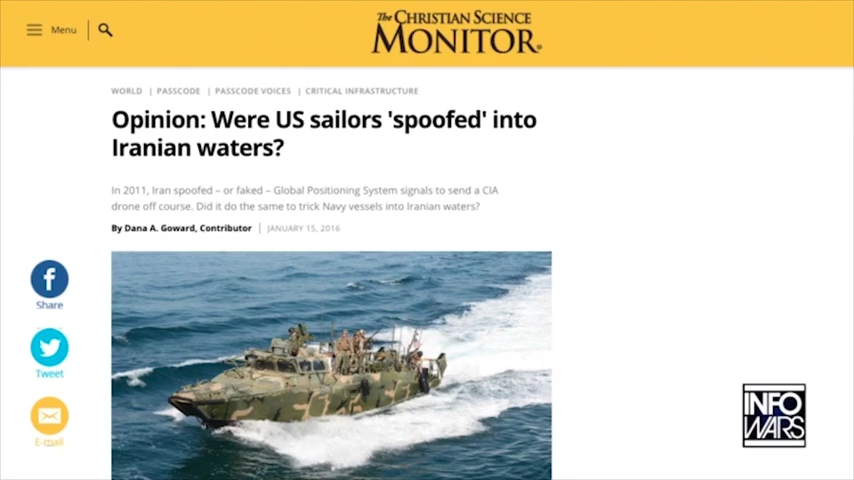 Menu
The CHRISTIAN SCIENCE
MONITOR
WORLD | PASSCODE | PASSCODE VOICES | CRITICAL INFRASTRUCTURE
Opinion: Were US sailors 'spoofed' into
Iranian waters?
In 2011, Iran spoofed – or faked – Global Positioning System signals to send a CIA
drone off course. Did it do the same to trick Navy vessels into Iranian waters?
By Dana A. Goward, Contributor | JANUARY 15, 2016
Share
Tweet
E-mail
INFO
WARS